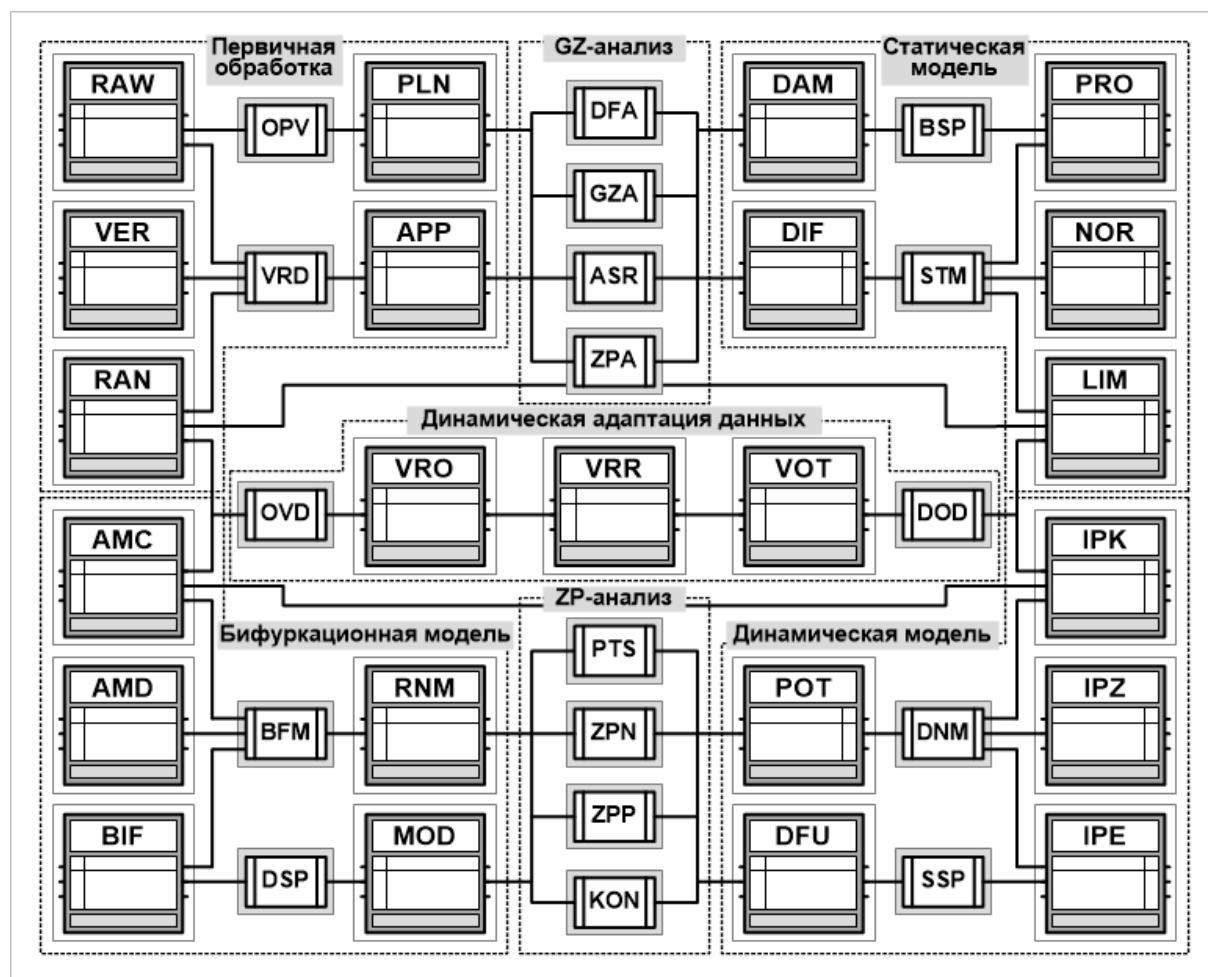 Первичная
обработка
GZ-анализ
Статическая
модель
RAW
OPV
PLN
DFA
DAM
BSP
PRO
GZA
VER
VRD
APP
ASR
DIF
STM
NOR
RAN
ZPA
LIM
Динамическая адаптация данных
OVD
VRO
VRR
VOT
DOD
AMC
IPK
ZP-анализ
Бифуркационная модель
Динамическая модель
PTS
AMD
BFM
RNM
ZPN
POT
DNM
IPZ
ZPP
BIF
DSP
MOD
KON
DFU
SSP
IPE